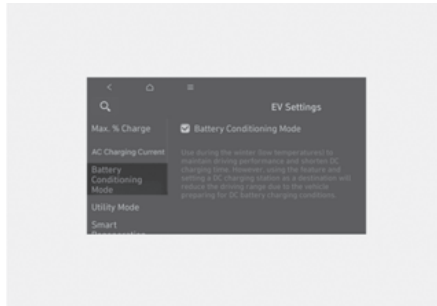 EV Settings
Max. % Charge
AC Charging Current
Battery
Conditioning
Mode
Utility Mode
Smart
Regeneration
Battery Conditioning Mode
Use during the winter (low temperatures) to
maintain driving performance and shorten DC
charging time. However, using the feature and
setting a DC charging station as a destination will
reduce the driving range due to the vehicle
preparing for DC battery charging conditions